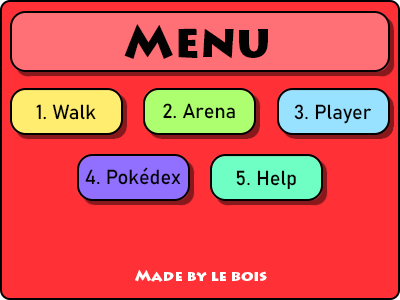 Menu
1. Walk
2. Arena
3. Player
4. Pokédex
5. Help
Made by le bois